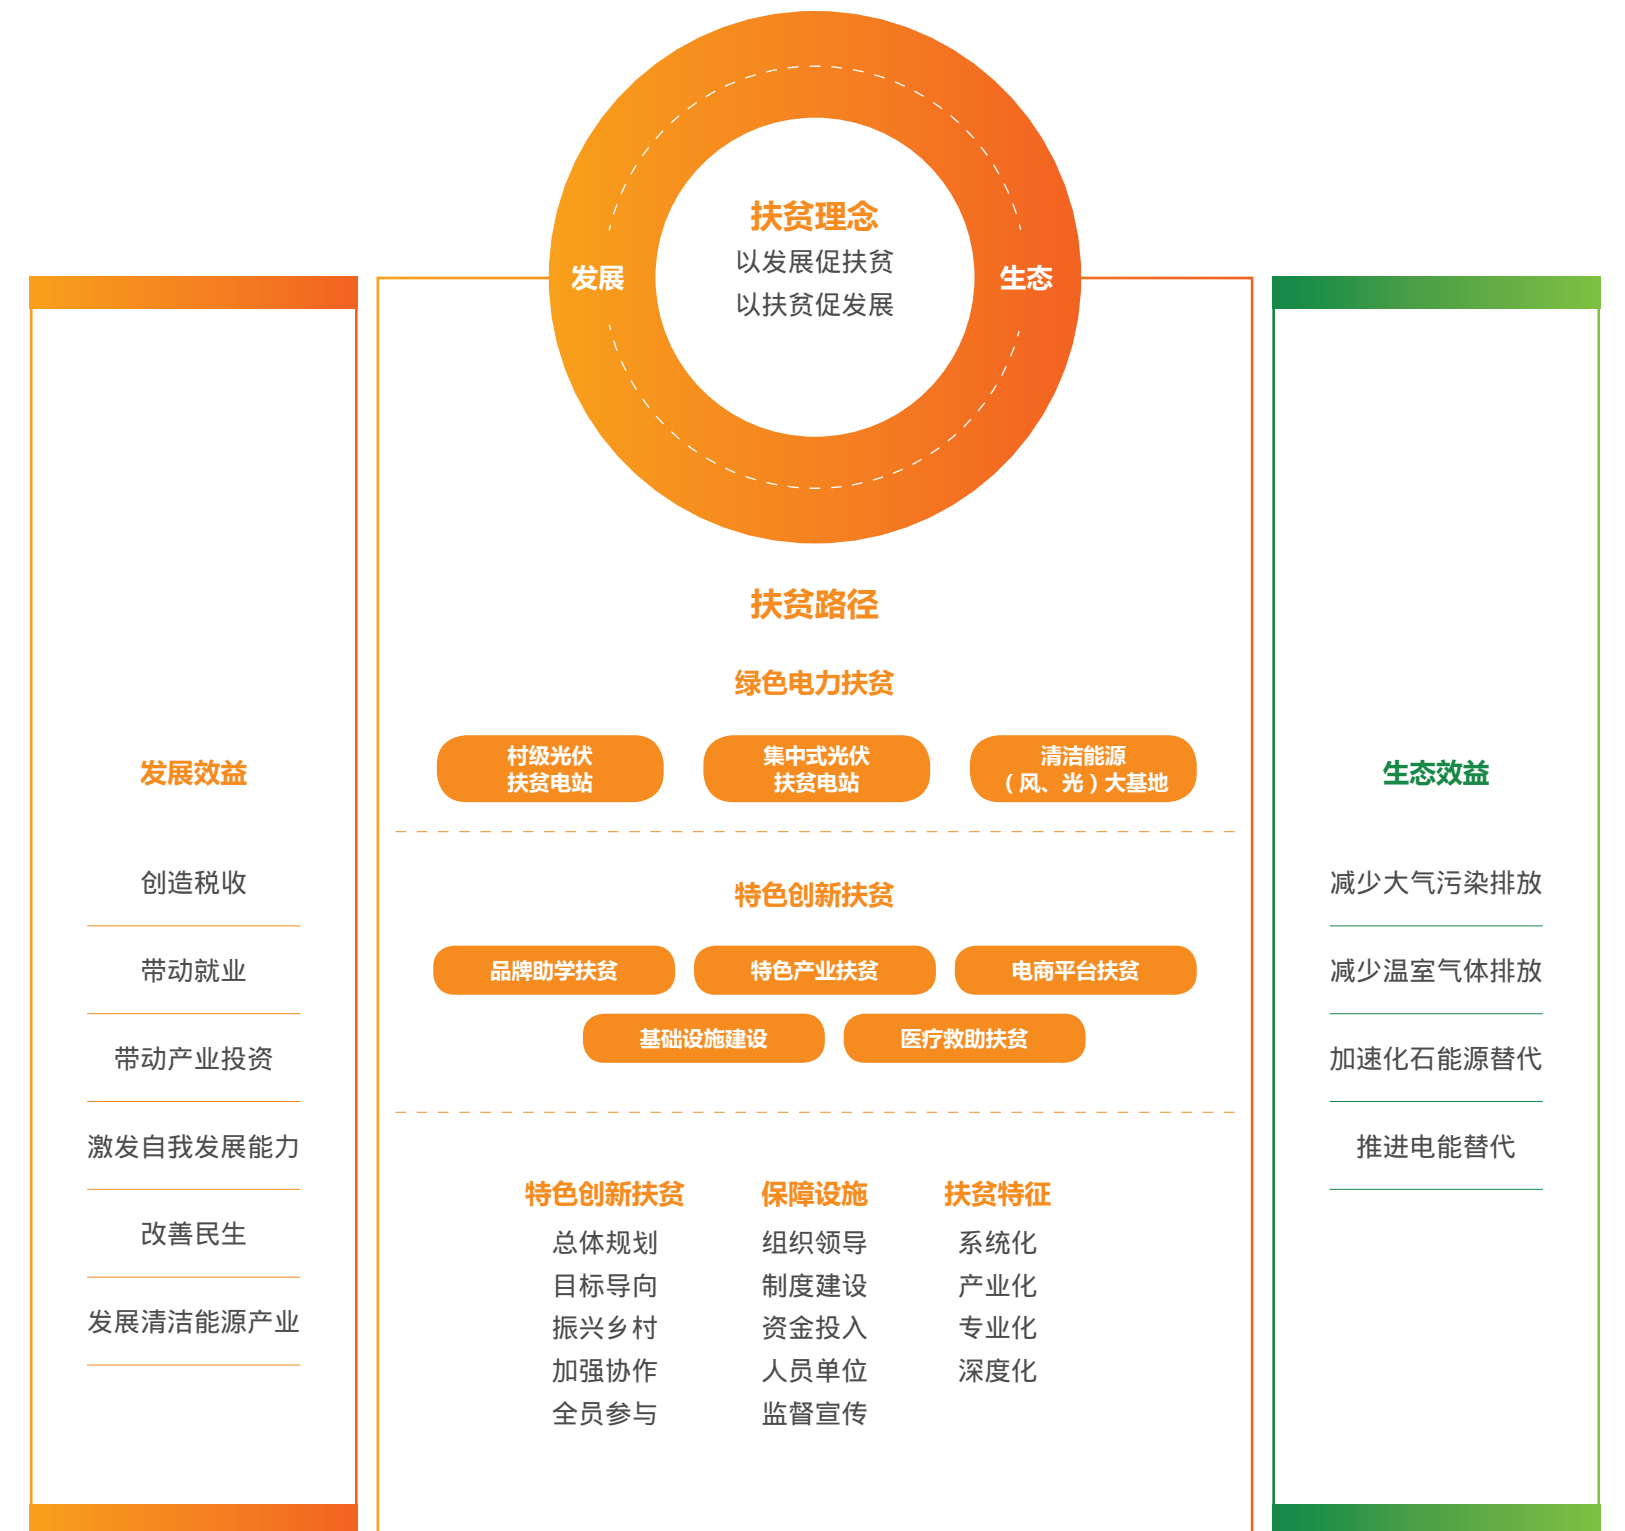 扶贫理念
以发展促扶贫
以扶贫促发展
发展
生态
扶贫路径
绿色电力扶贫
村级光伏
扶贫电站
集中式光伏
扶贫电站
清洁能源
（风、光）大基地
特色创新扶贫
品牌助学扶贫
特色产业扶贫
电商平台扶贫
基础设施建设
医疗救助扶贫
特色创新扶贫
总体规划
目标导向
振兴乡村
加强协作
全员参与
保障设施
组织领导
制度建设
资金投入
人员单位
监督宣传
扶贫特征
系统化
产业化
专业化
深度化
发展效益
创造税收
带动就业
带动产业投资
激发自我发展能力
改善民生
发展清洁能源产业
生态效益
减少大气污染排放
减少温室气体排放
加速化石能源替代
推进电能替代